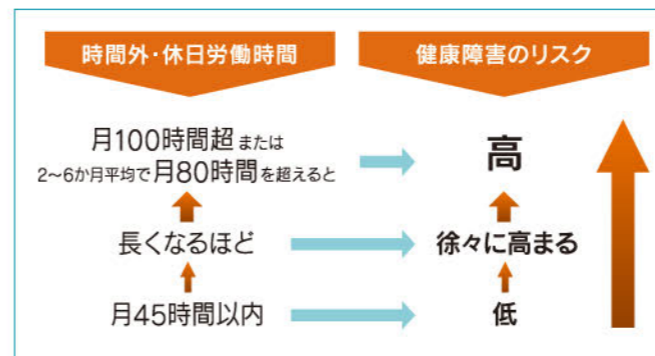 時間外・休日労働時間
健康障害のリスク
月100時間超 または
2〜6か月平均で月80時間を超えると
高
長くなるほど
徐々に高まる
月45時間以内
低